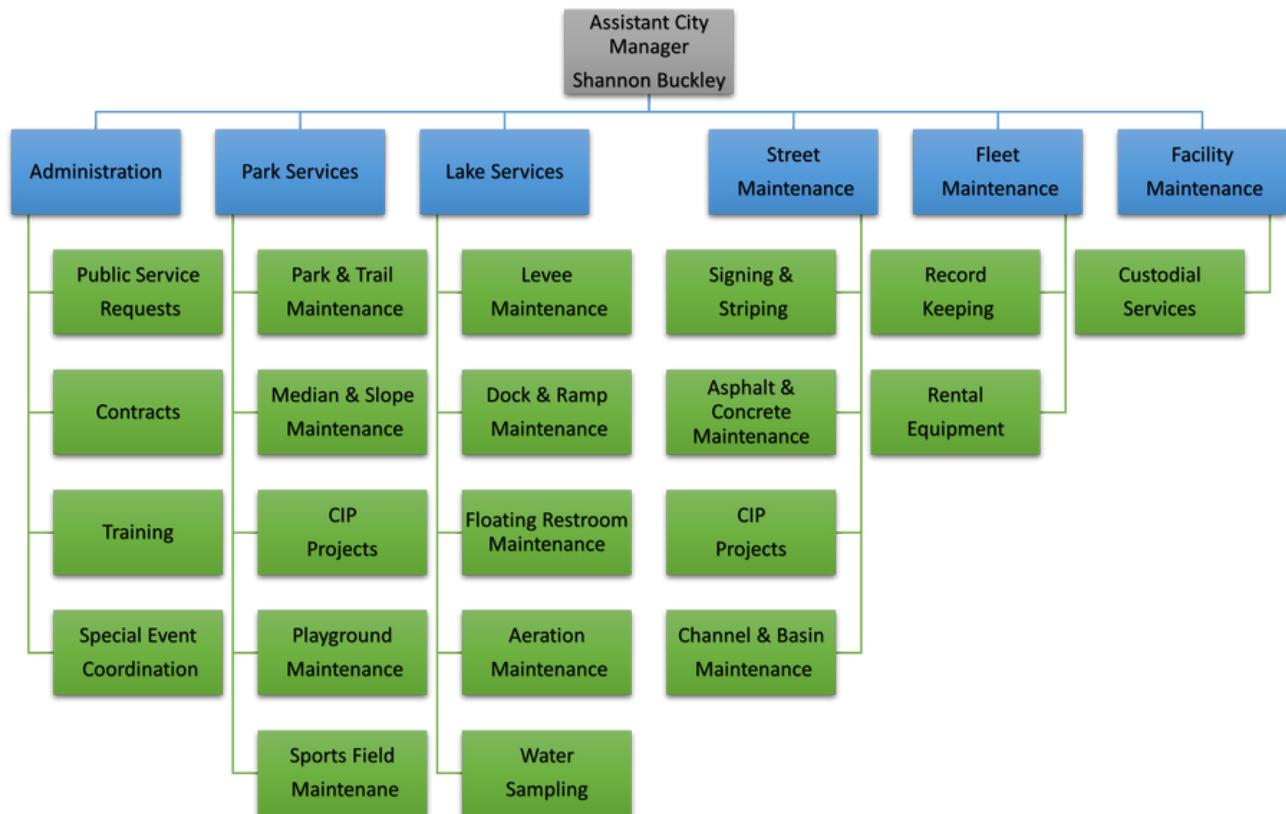 Assistant City
Manager
Shannon Buckley
Administration
Park Services
Lake Services
Street
Maintenance
Fleet
Maintenance
Facility
Maintenance
Public Service
Requests
Contracts
Training
Special Event
Coordination
Park & Trail
Maintenance
Median & Slope
Maintenance
CIP
Projects
Playground
Maintenance
Sports Field
Maintenane
Levee
Maintenance
Dock & Ramp
Maintenance
Floating Restroom
Maintenance
Aeration
Maintenance
Water
Sampling
Signing &
Striping
Asphalt &
Concrete
Maintenance
CIP
Projects
Channel & Basin
Maintenance
Record
Keeping
Rental
Equipment
Custodial
Services